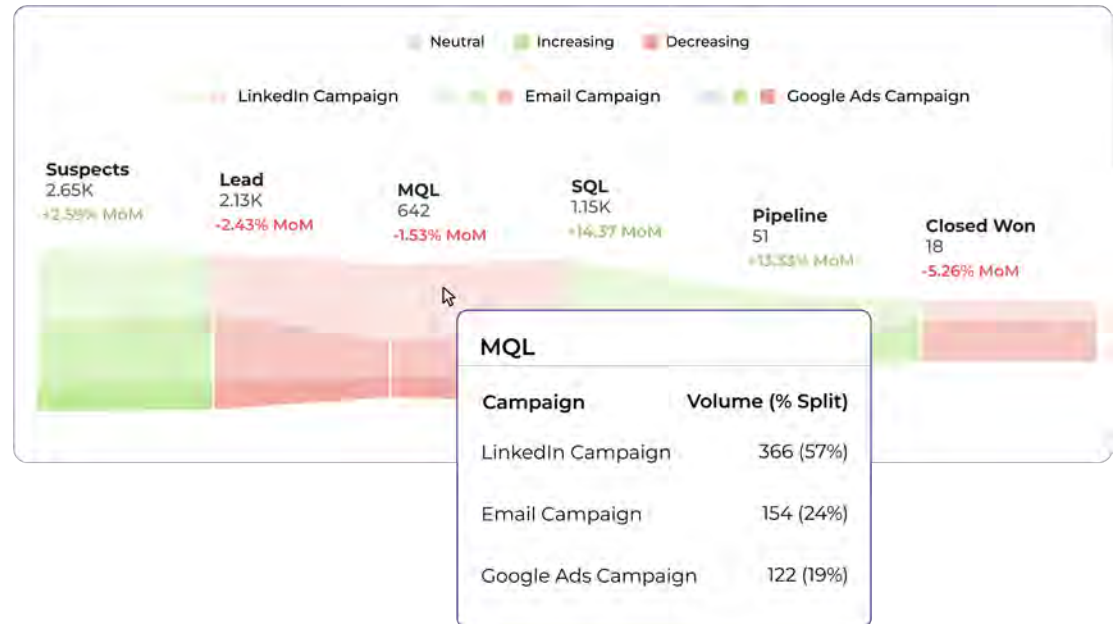 Neutral Increasing Decreasing
LinkedIn Campaign Email Campaign Google Ads Campaign
Suspects
2.65K
+2.59% MoM
Lead
2.13K
-2.43% MoM
MQL
642
-1.53% MoM
SQL
1.15K
+14.37 MoM
Pipeline
51
+13.33% MoM
Closed Won
18
-5.26% MoM
MQL
Campaign Volume (% Split)
LinkedIn Campaign 366 (57%)
Email Campaign 154 (24%)
Google Ads Campaign 122 (19%)